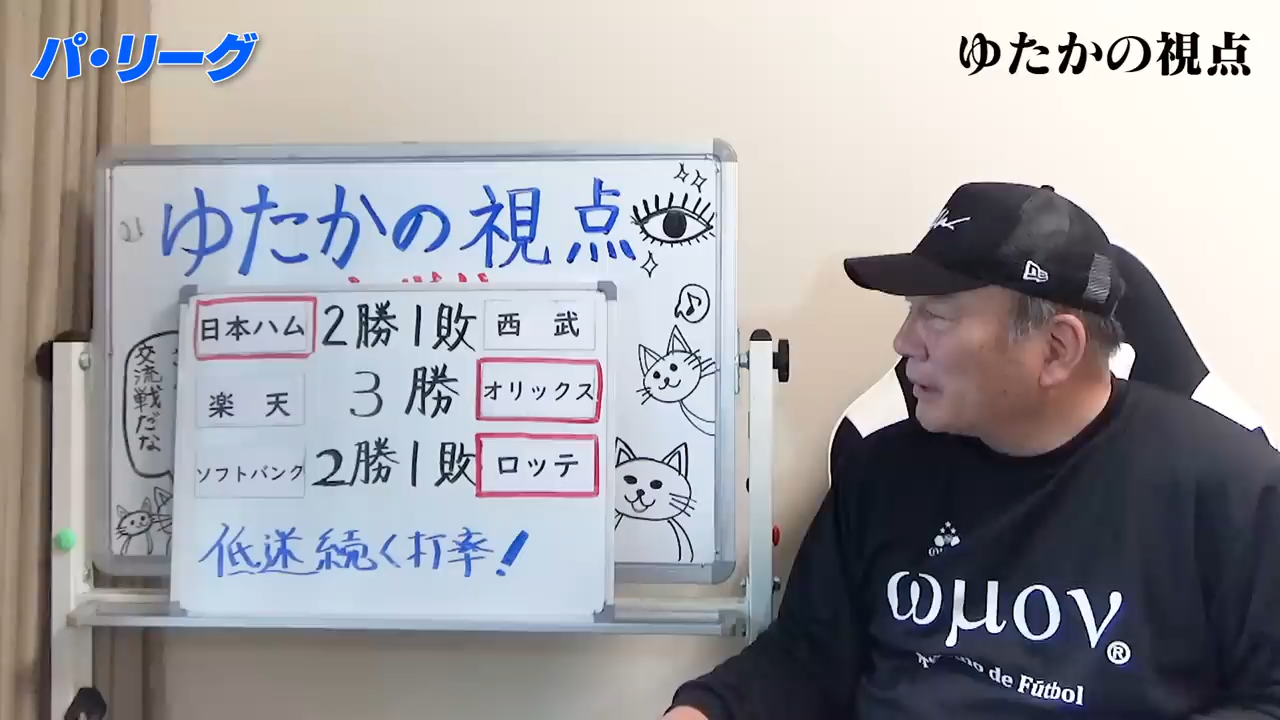 パ・リーグ
ゆたかの視点
ゆたかの視点
日本ハム 2勝1敗 西武
楽天 3勝 オリックス
ソフトバンク 2勝1敗 ロッテ
低迷続く打率!
交流戦だな
ωμον®
de Fútbol